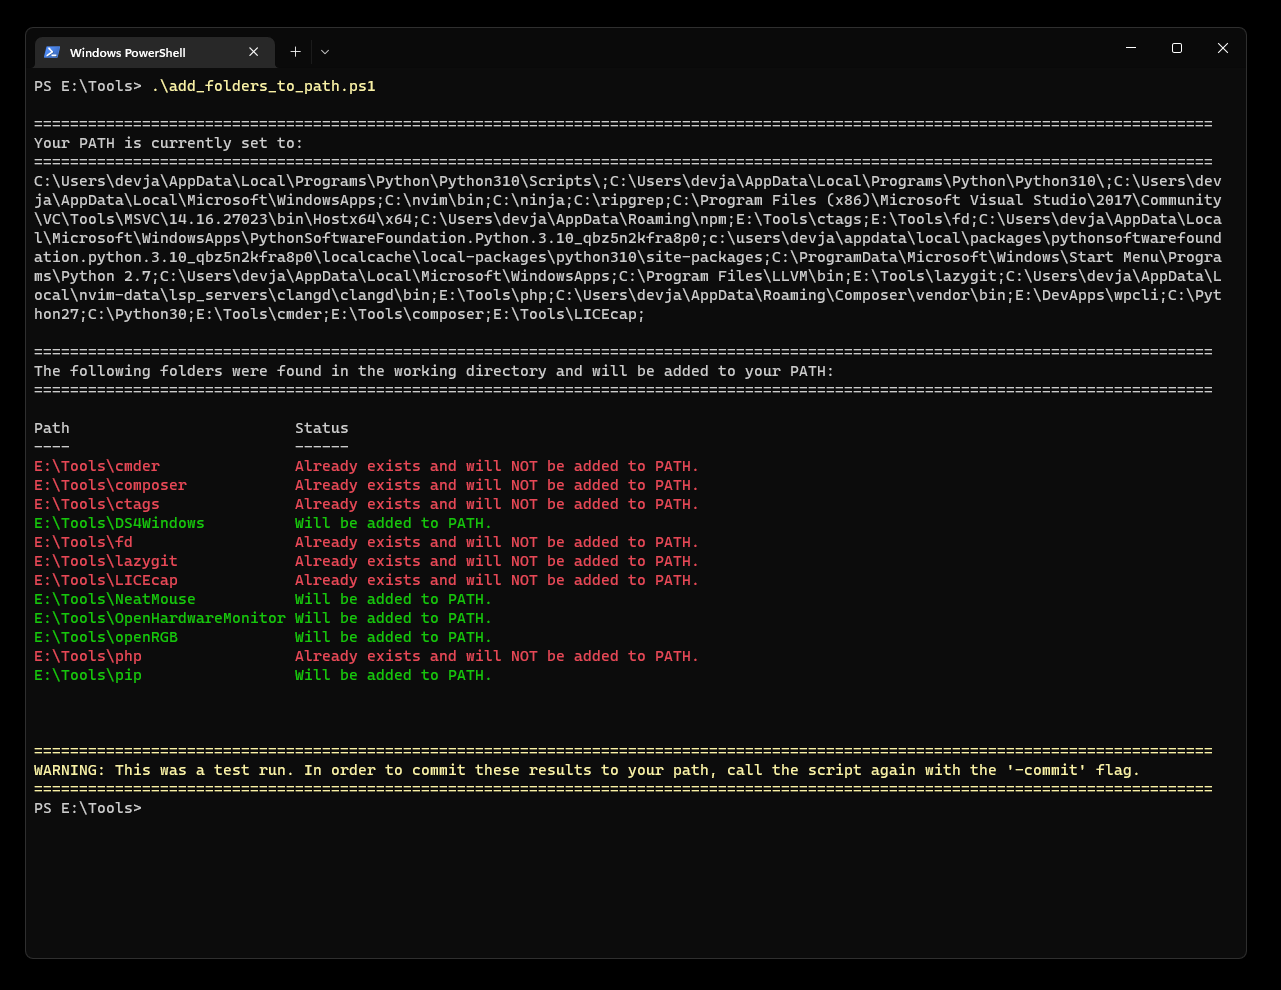 Windows PowerShell
PS E:\Tools> .\add_folders_to_path.ps1
===================================================================================================================================
Your PATH is currently set to:
===================================================================================================================================
C:\Users\devja\AppData\Local\Programs\Python\Python310\Scripts\;C:\Users\devja\AppData\Local\Programs\Python\Python310\;C:\Users\dev
ja\AppData\Local\Microsoft\WindowsApps;C:\nvim\bin;C:\ninja;C:\ripgrep;C:\Program Files (x86)\Microsoft Visual Studio\2017\Community
\VC\Tools\MSVC\14.16.27023\bin\Hostx64\x64;C:\Users\devja\AppData\Roaming\npm;E:\Tools\ctags;E:\Tools\fd;C:\Users\devja\AppData\Loca
l\Microsoft\WindowsApps\PythonSoftwareFoundation.Python.3.10_qbz5n2kfra8p0;c:\users\devja\appdata\local\packages\pythonsoftwarefound
ation.python.3.10_qbz5n2kfra8p0\localcache\local-packages\python310\site-packages;C:\ProgramData\Microsoft\Windows\Start Menu\Progra
ms\Python 2.7;C:\Users\devja\AppData\Local\Microsoft\WindowsApps;C:\Program Files\LLVM\bin;E:\Tools\lazygit;C:\Users\devja\AppData\L
ocal\nvim-data\lsp_servers\clangd\clangd\bin;E:\Tools\php;C:\Users\devja\AppData\Roaming\Composer\vendor\bin;E:\DevApps\wpcli;C:\Pyt
hon27;C:\Python30;E:\Tools\cmder;E:\Tools\composer;E:\Tools\LICEcap;
===================================================================================================================================
The following folders were found in the working directory and will be added to your PATH:
===================================================================================================================================
Path Status
---- ------
E:\Tools\cmder Already exists and will NOT be added to PATH.
E:\Tools\composer Already exists and will NOT be added to PATH.
E:\Tools\ctags Already exists and will NOT be added to PATH.
E:\Tools\DS4Windows Will be added to PATH.
E:\Tools\fd Already exists and will NOT be added to PATH.
E:\Tools\lazygit Already exists and will NOT be added to PATH.
E:\Tools\LICEcap Already exists and will NOT be added to PATH.
E:\Tools\NeatMouse Will be added to PATH.
E:\Tools\OpenHardwareMonitor Will be added to PATH.
E:\Tools\openRGB Will be added to PATH.
E:\Tools\php Already exists and will NOT be added to PATH.
E:\Tools\pip Will be added to PATH.
===================================================================================================================================
WARNING: This was a test run. In order to commit these results to your path, call the script again with the '-commit' flag.
===================================================================================================================================
PS E:\Tools>